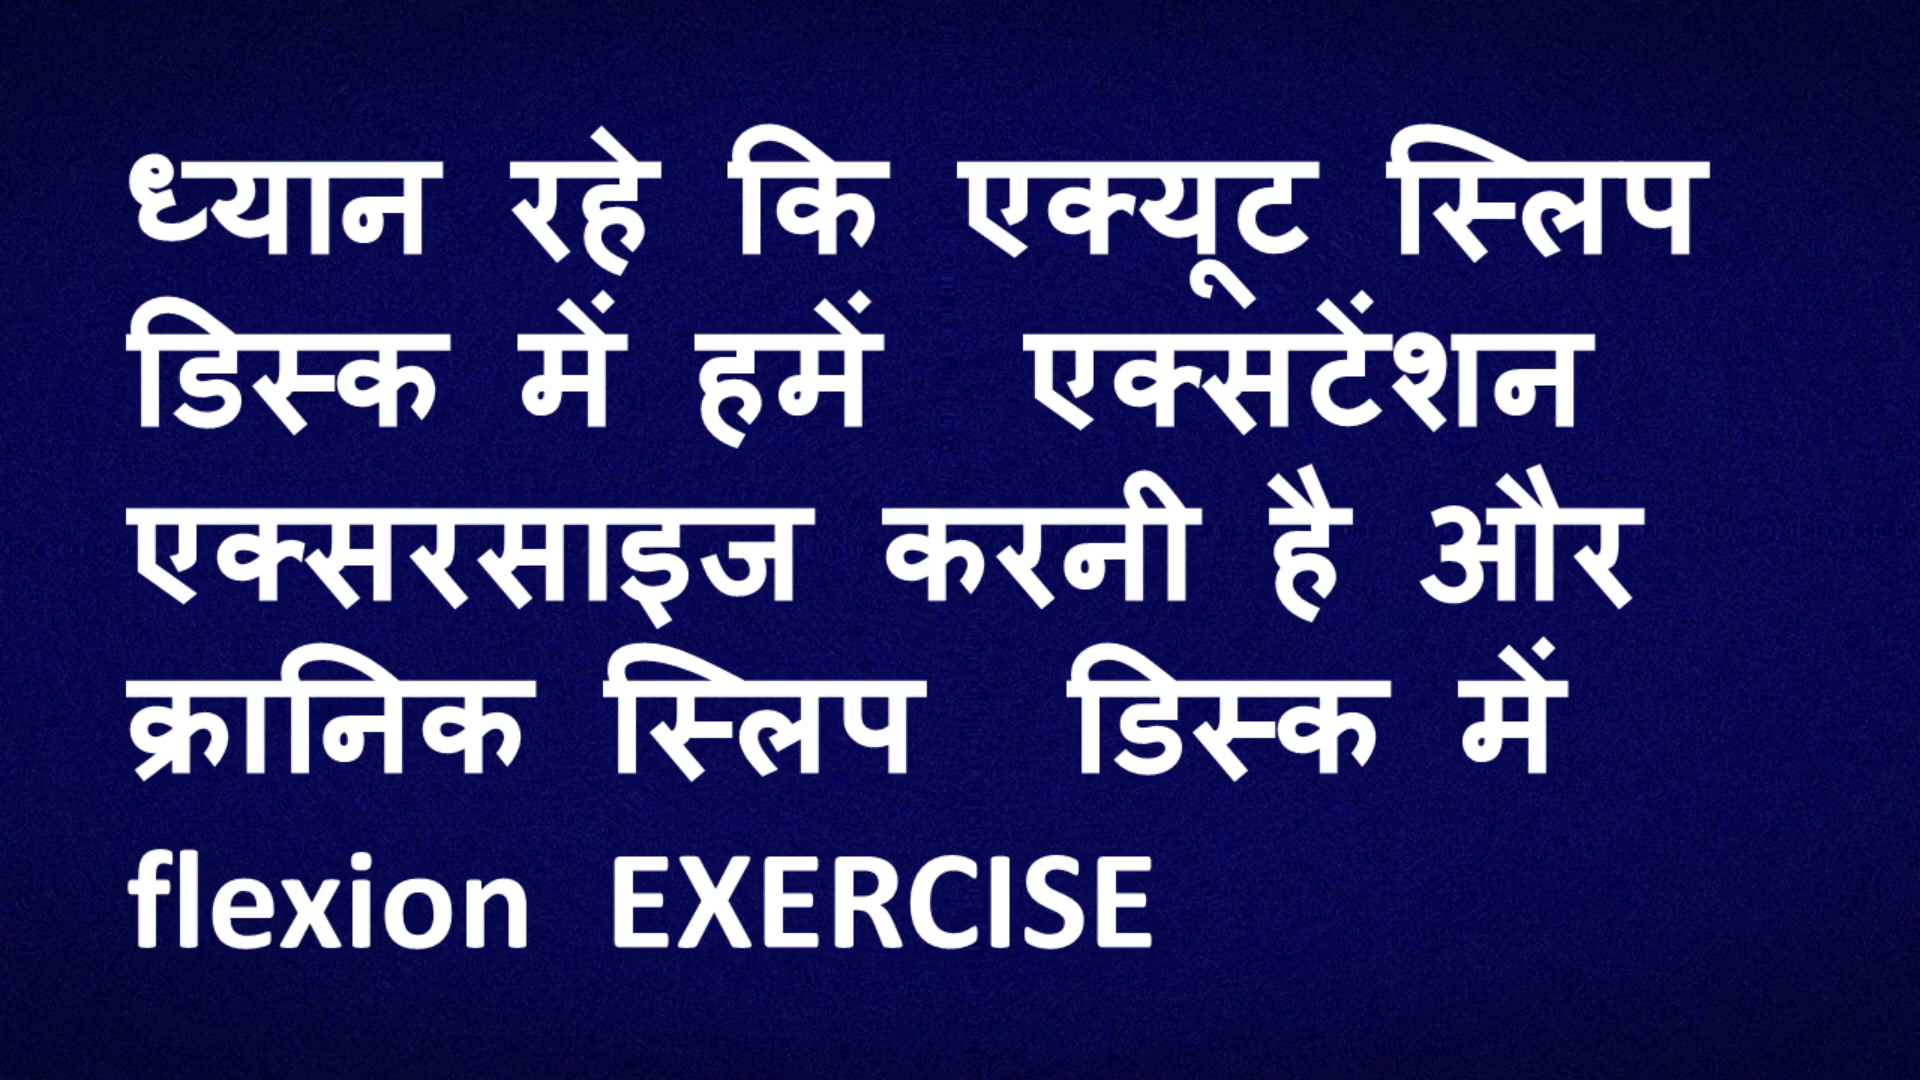 ध्यान रहे कि एक्यूट स्लिप
डिस्क में हमें एक्सटेंशन
एक्सरसाइज करनी है और
क्रानिक स्लिप डिस्क में
flexion EXERCISE